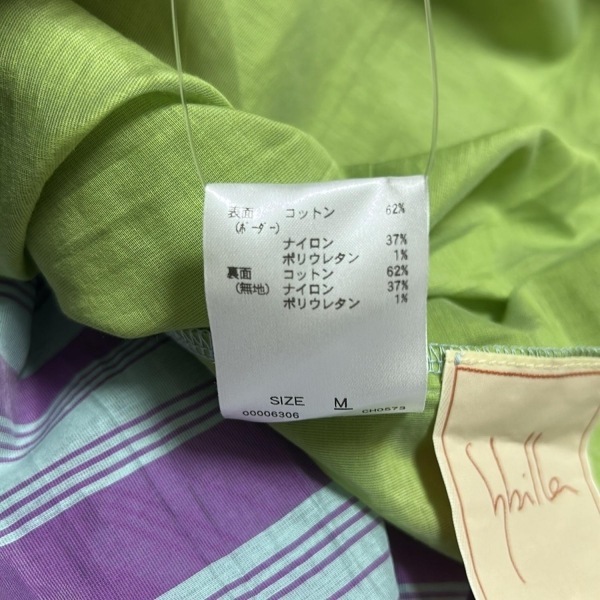 表面 コットン 62%
(ボーダー)
ナイロン 37%
ポリウレタン 1%
裏面 コットン 62%
(無地) ナイロン 37%
ポリウレタン 1%
SIZE M
00006306 CH0573
Sybilla